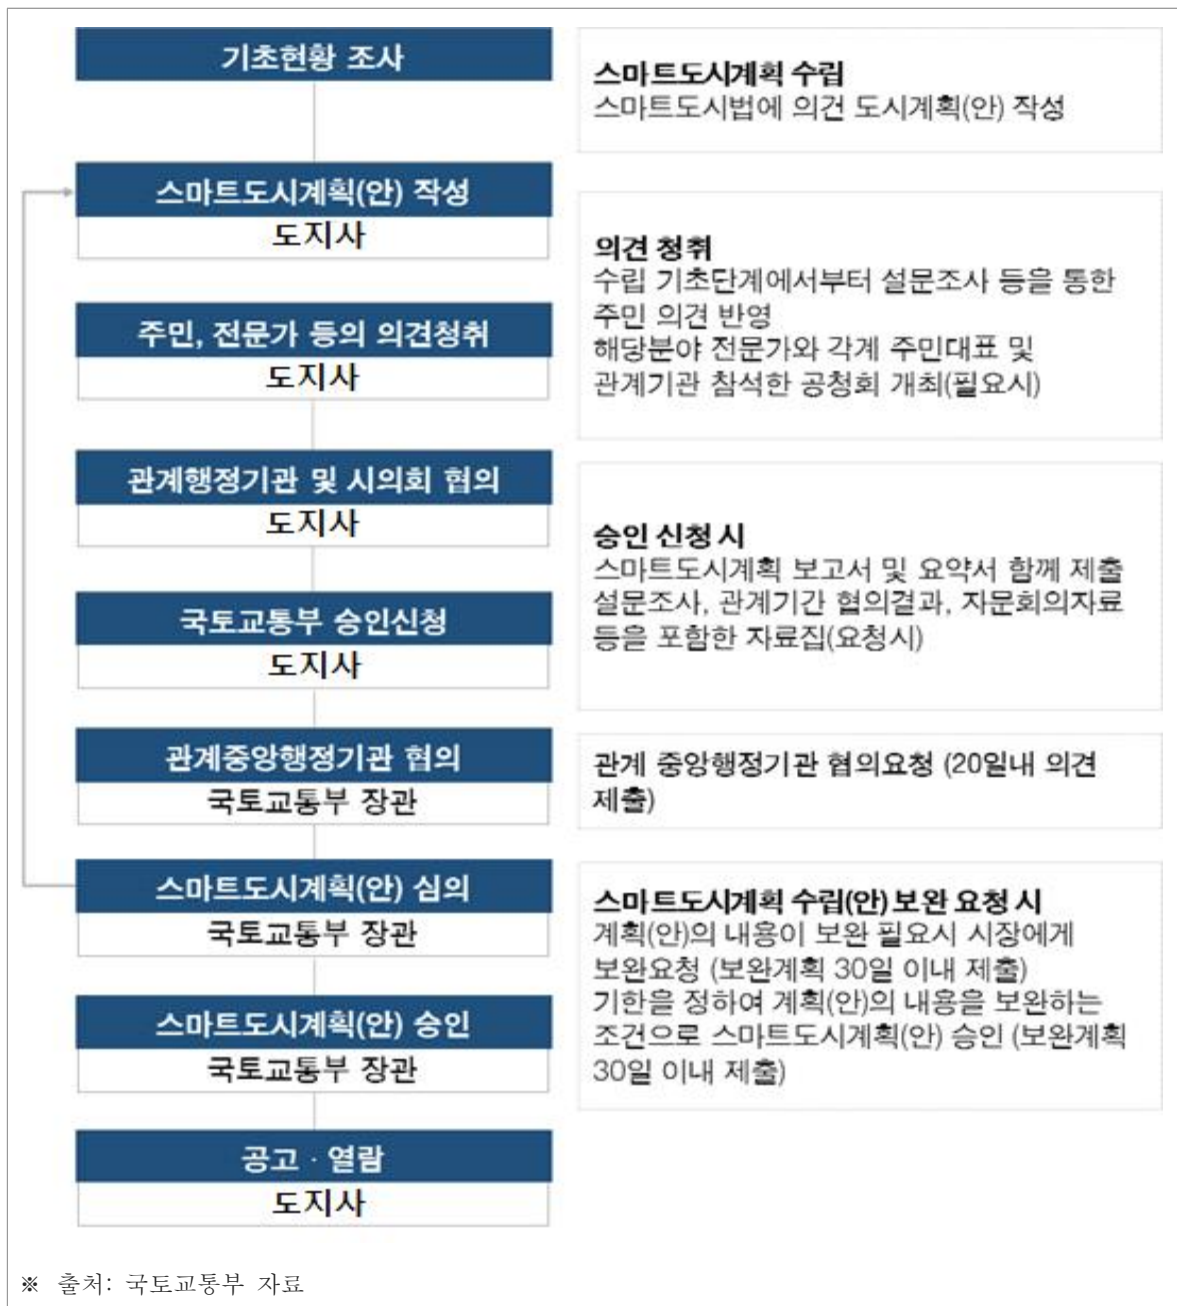 기초현황 조사
스마트도시계획 수립
스마트도시법에 의건 도시계획(안) 작성
스마트도시계획(안) 작성
도지사
의견 청취
수립 기초단계에서부터 설문조사 등을 통한
주민 의견 반영
해당분야 전문가와 각계 주민대표 및
관계기관 참석한 공청회 개최(필요시)
주민, 전문가 등의 의견청취
도지사
관계행정기관 및 시의회 협의
도지사
승인 신청 시
스마트도시계획 보고서 및 요약서 함께 제출
설문조사, 관계기간 협의결과, 자문회의자료
등을 포함한 자료집(요청시)
국토교통부 승인신청
도지사
관계중앙행정기관 협의
국토교통부 장관
관계 중앙행정기관 협의요청 (20일내 의견
제출)
스마트도시계획(안) 심의
국토교통부 장관
스마트도시계획 수립(안) 보완 요청 시
계획(안)의 내용이 보완 필요시 시장에게
보완요청 (보완계획 30일 이내 제출)
기한을 정하여 계획(안)의 내용을 보완하는
조건으로 스마트도시계획(안) 승인 (보완계획
30일 이내 제출)
스마트도시계획(안) 승인
국토교통부 장관
공고 · 열람
도지사
※ 출처: 국토교통부 자료